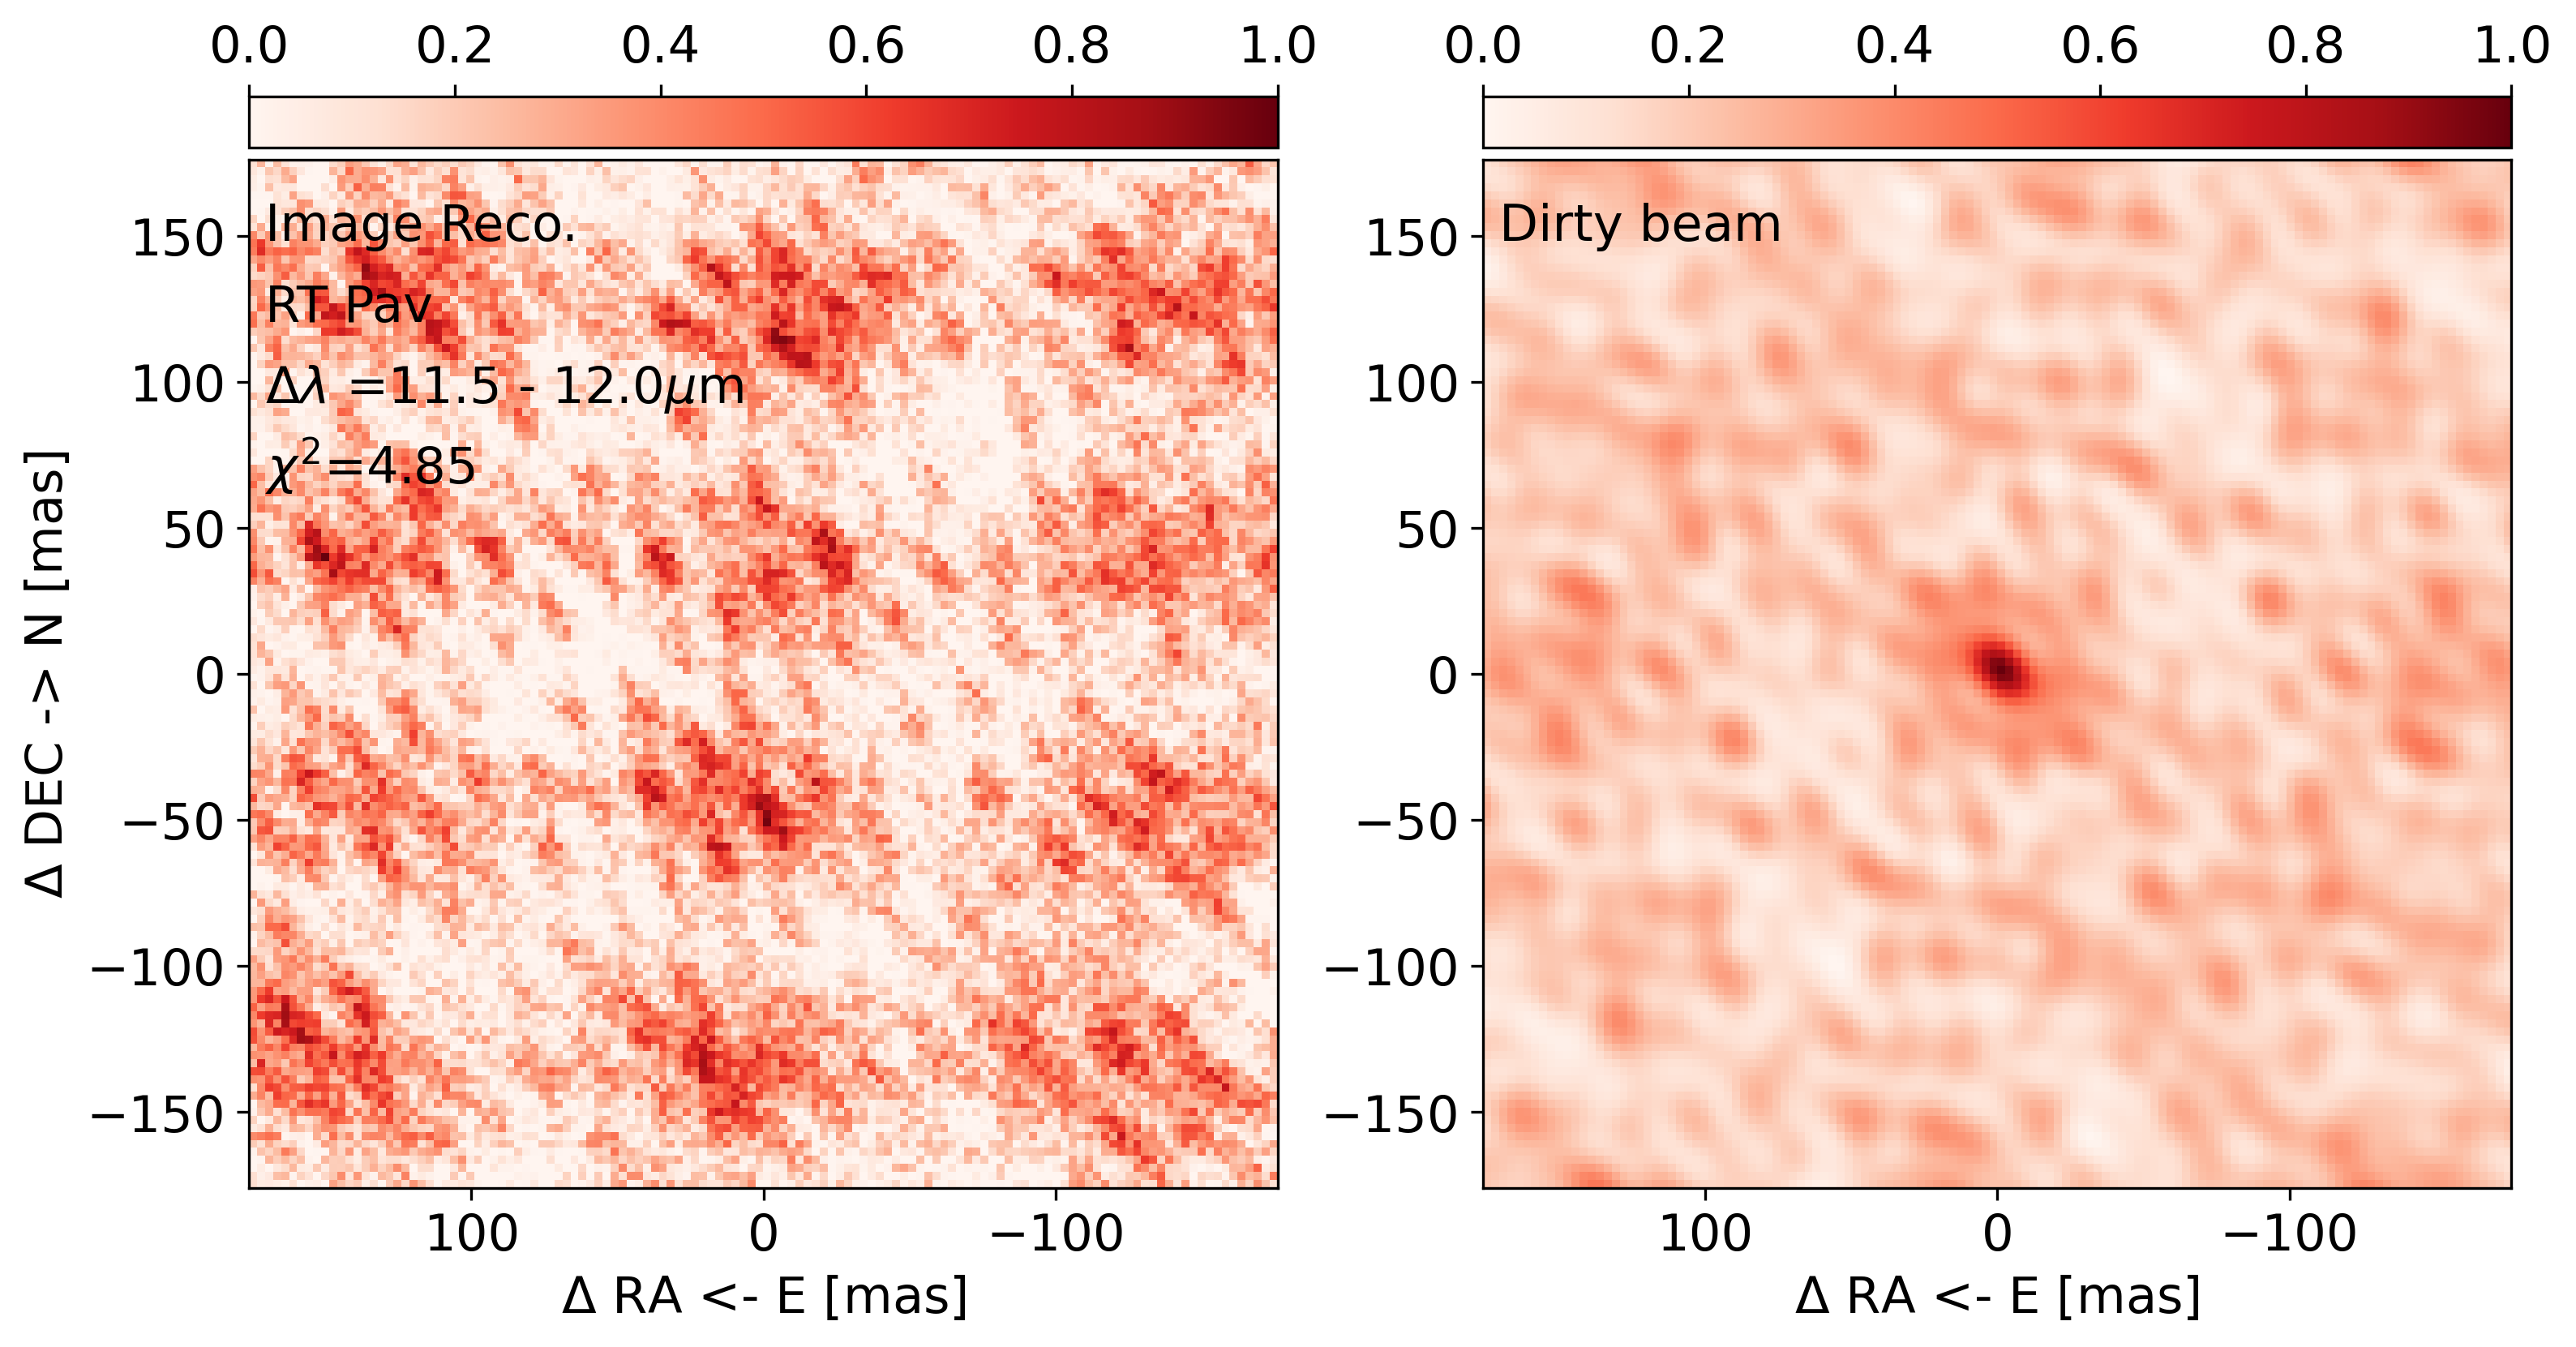 0.0 0.2 0.4 0.6 0.8 1.0
0.0 0.2 0.4 0.6 0.8 1.0
Image Reco.
RT Pav
Δλ =11.5 - 12.0μm
χ²=4.85
150
100
50
0
−50
−100
−150
Δ DEC -> N [mas]
100 0 −100
Δ RA <- E [mas]
Dirty beam
150
100
50
0
−50
−100
−150
100 0 −100
Δ RA <- E [mas]